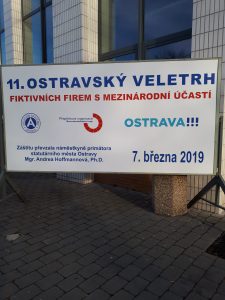 11. OSTRAVSKÝ VELETRH
FIKTIVNÍCH FIREM S MEZINÁRODNÍ ÚČASTÍ
OSTRAVA!!!
Záštitu převzala náměstkyně primátora
statutárního města Ostravy
Mgr. Andrea Hoffmannová, Ph.D.
7. března 2019